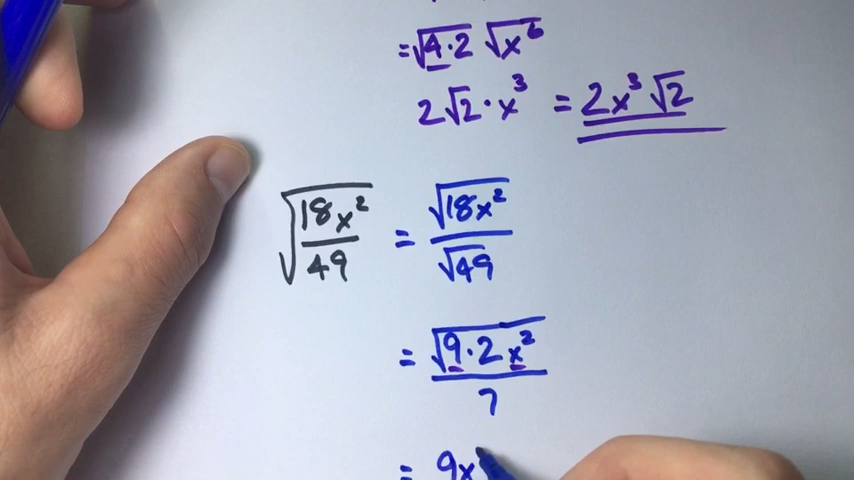 =√4·2 √x⁶
2√2·x³ = 2x³√2
√(18x²/49) = √18x²/√49
= √9·2x²/7
= 9x